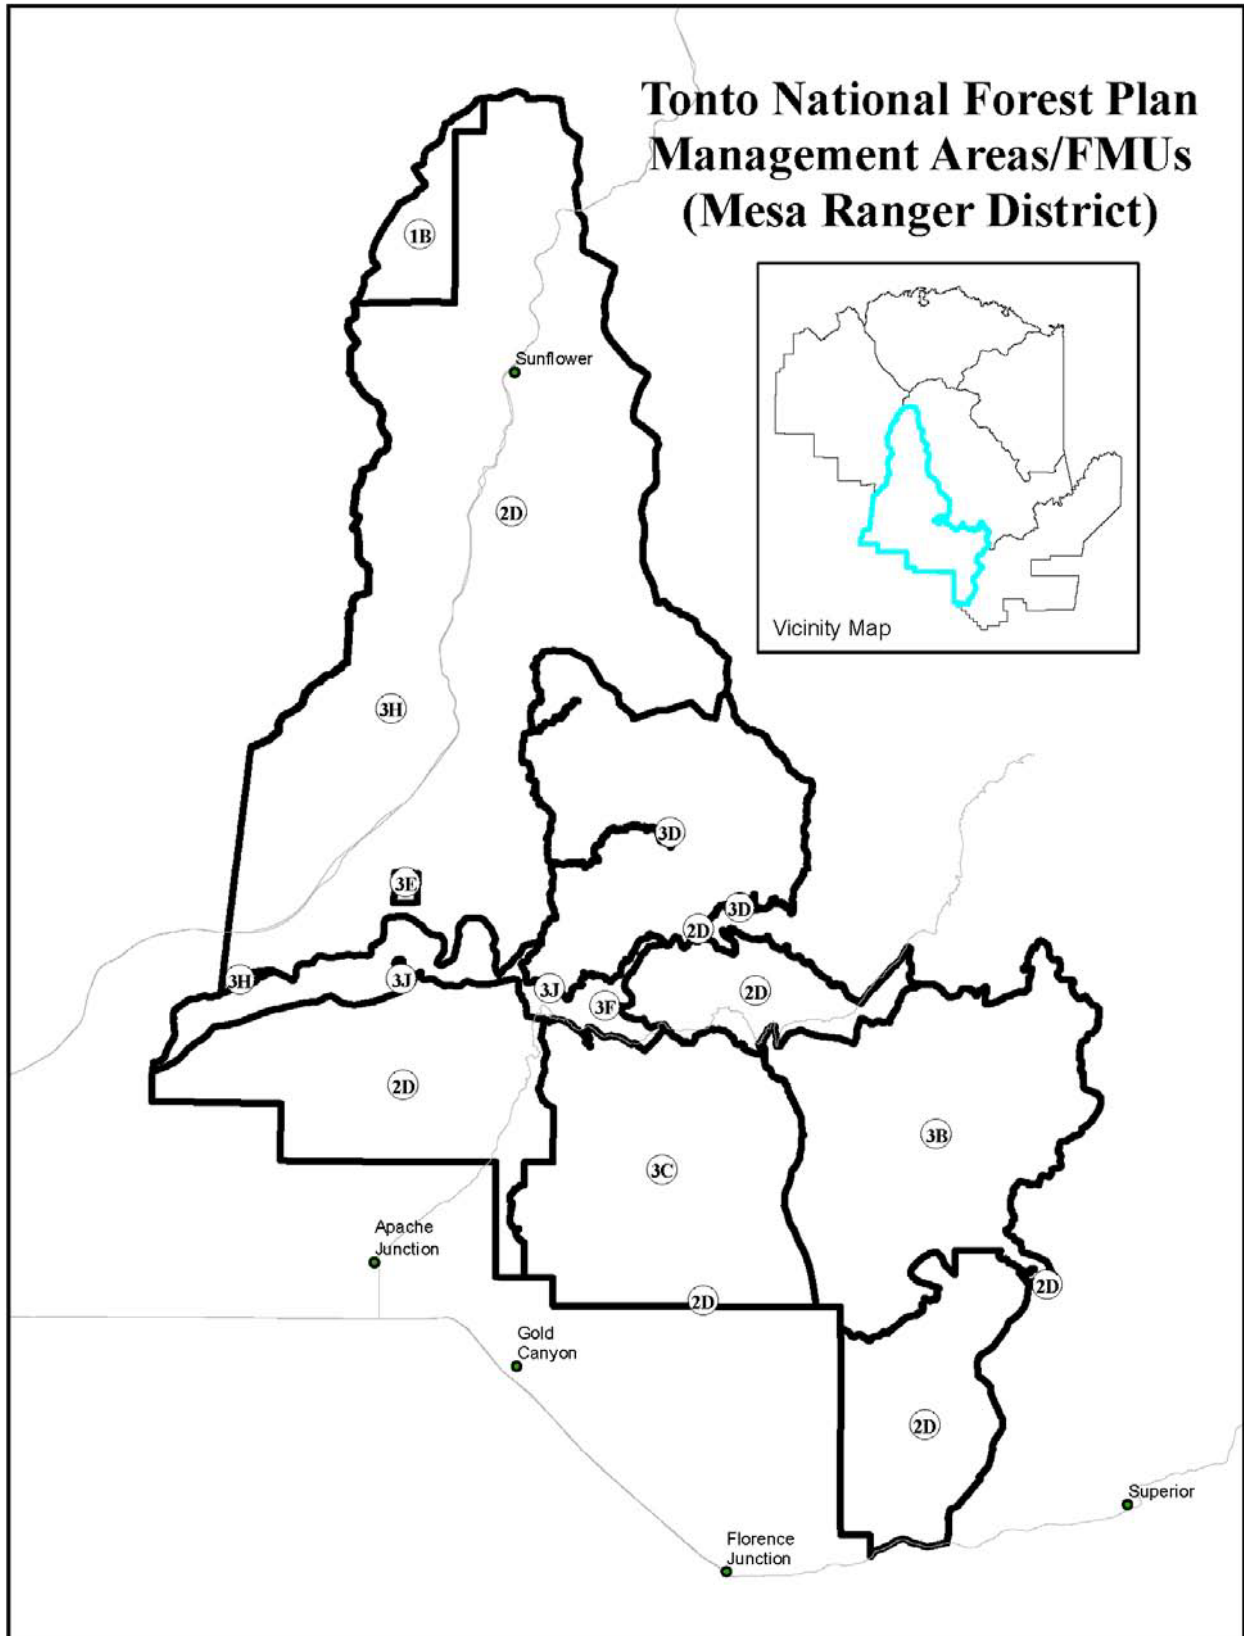 Tonto National Forest Plan
Management Areas/FMUs
(Mesa Ranger District)
1B
Sunflower
2D
Vicinity Map
3H
3D
3E
3D
2D
3H
3J
3J
3F
2D
2D
3B
3C
Apache
Junction
2D
2D
Gold
Canyon
2D
Superior
Florence
Junction